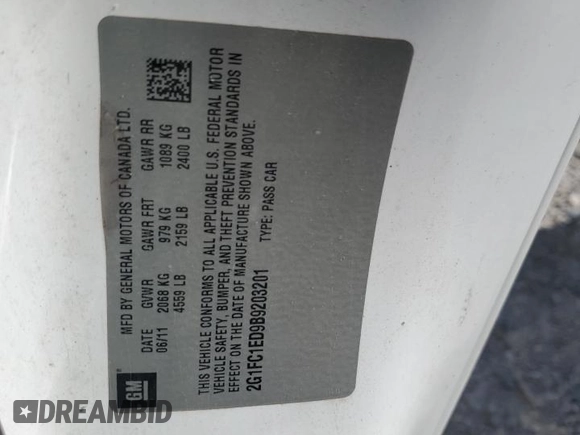 MFD BY GENERAL MOTORS OF CANADA LTD.
DATE GVWR GAWR FRT GAWR RR
06/11 2068 KG 979 KG 1089 KG
4559 LB 2159 LB 2400 LB
THIS VEHICLE CONFORMS TO ALL APPLICABLE U.S. FEDERAL MOTOR
VEHICLE SAFETY, BUMPER, AND THEFT PREVENTION STANDARDS IN
EFFECT ON THE DATE OF MANUFACTURE SHOWN ABOVE.
2G1FC1ED9B9203201 TYPE: PASS CAR
GM
DREAMBID